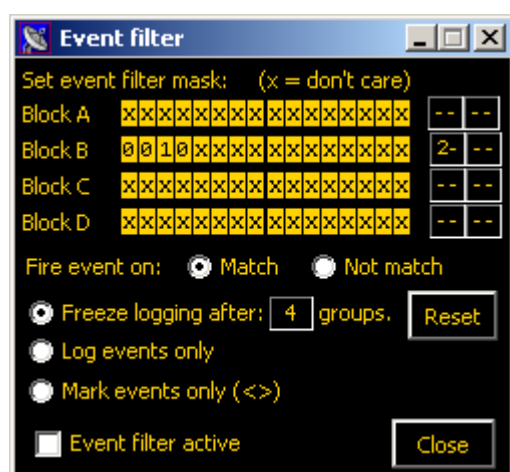 Event filter
Set event filter mask: (x = don't care)
Block A xxxxxxxxxxxxxxxx -- --
Block B 0010xxxxxxxxxxxx 2- --
Block C xxxxxxxxxxxxxxxx -- --
Block D xxxxxxxxxxxxxxxx -- --
Fire event on: Match Not match
Freeze logging after: 4 groups. Reset
Log events only
Mark events only (<>)
Event filter active Close